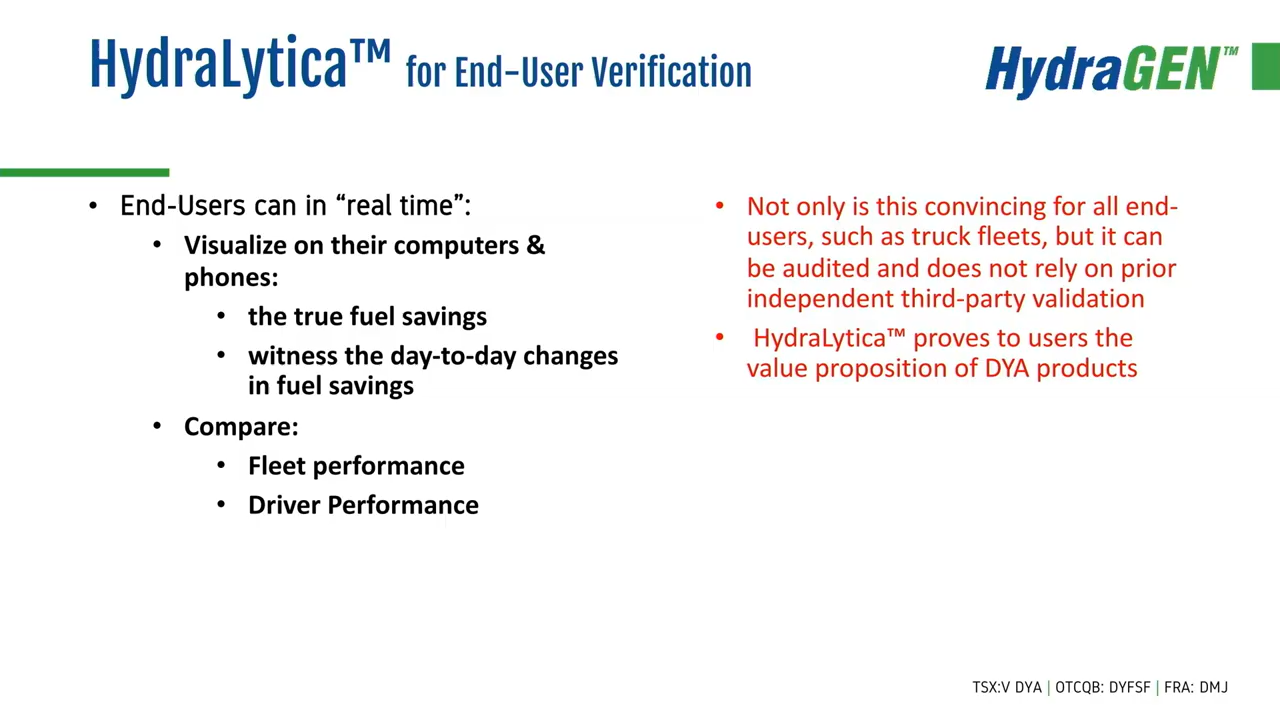 HydraLytica™ for End-User Verification
HydraGEN™
• End-Users can in “real time”:
• Visualize on their computers &
phones:
• the true fuel savings
• witness the day-to-day changes
in fuel savings
• Compare:
• Fleet performance
• Driver Performance
• Not only is this convincing for all end-
users, such as truck fleets, but it can
be audited and does not rely on prior
independent third-party validation
• HydraLytica™ proves to users the
value proposition of DYA products
TSX:V DYA | OTCQB: DYFSF | FRA: DMJ